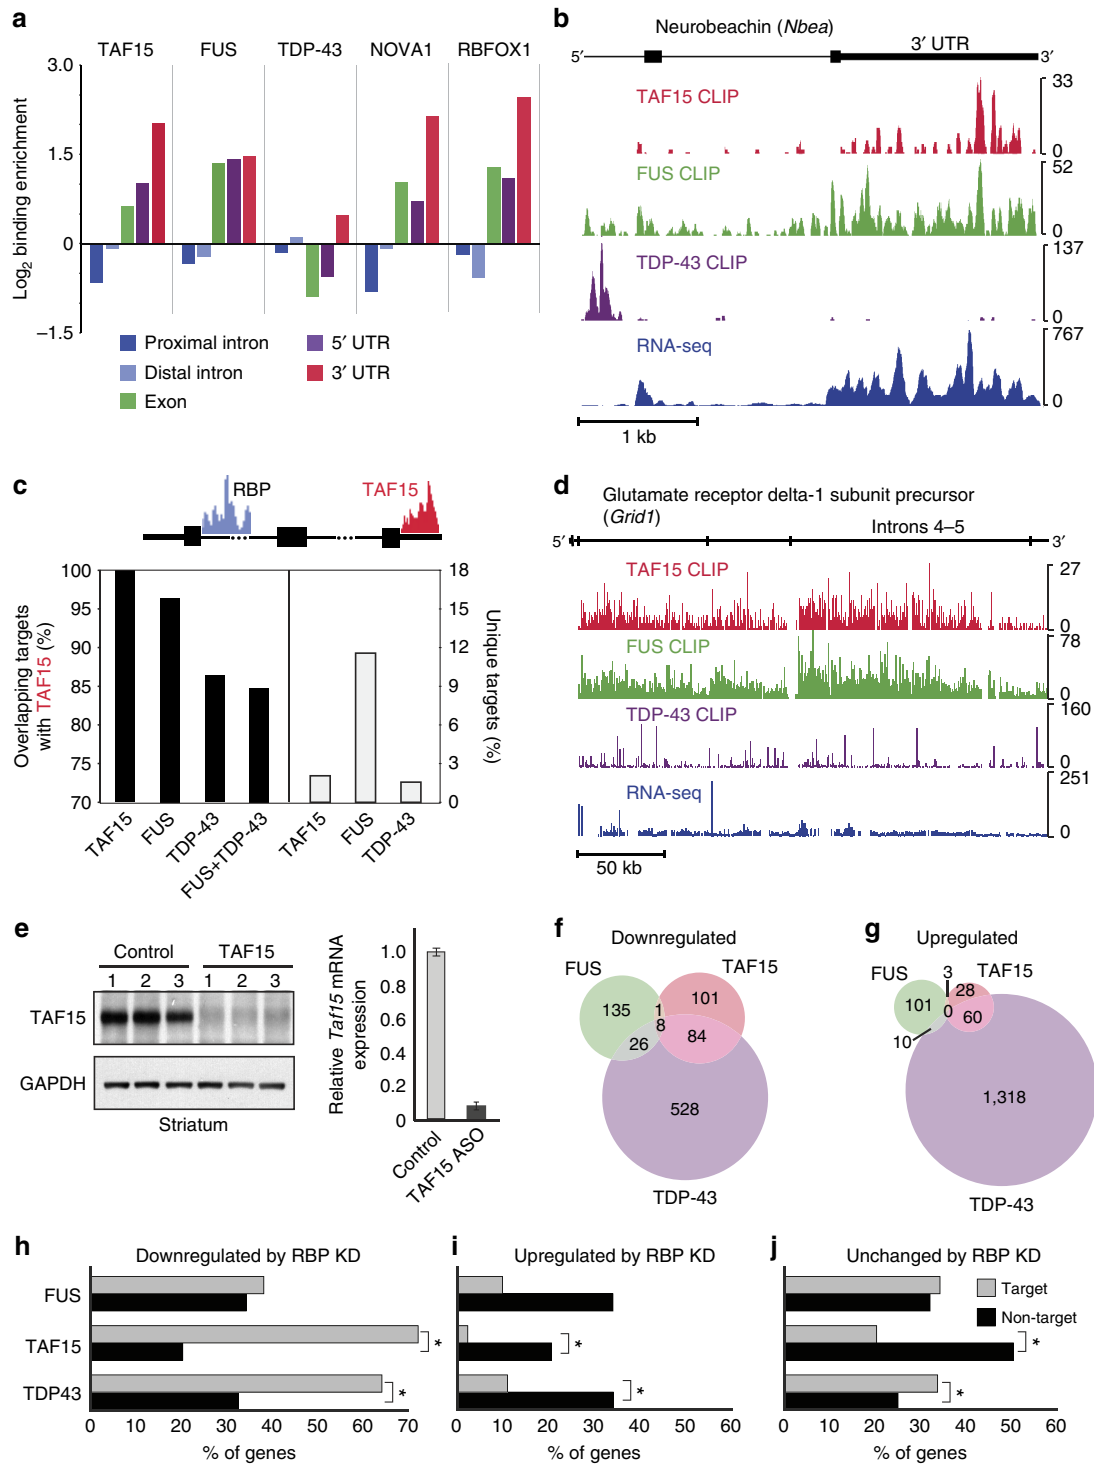 a
TAF15 FUS TDP-43 NOVA1 RBFOX1
3.0
1.5
0
–1.5
Log2 binding enrichment
Proximal intron
Distal intron
Exon
5′ UTR
3′ UTR
b
Neurobeachin (Nbea)
5′ 3′ UTR 3′
TAF15 CLIP 33
0
FUS CLIP 52
0
TDP-43 CLIP 137
0
RNA-seq 767
0
1 kb
c
RBP TAF15
Overlapping targets
with TAF15 (%)
100
95
90
85
80
75
70
18
15
12
9
6
3
0
Unique targets (%)
TAF15 FUS TDP-43 FUS+TDP-43 TAF15 FUS TDP-43
d
Glutamate receptor delta-1 subunit precursor
(Grid1)
Introns 4–5
5′ 3′
TAF15 CLIP 27
0
FUS CLIP 78
0
TDP-43 CLIP 160
0
RNA-seq 251
0
50 kb
e
Control TAF15
1 2 3 1 2 3
TAF15
GAPDH
Striatum
Relative Taf15 mRNA
expression
1.0
0.8
0.6
0.4
0.2
0
Control TAF15 ASO
f
Downregulated
FUS TAF15
135 1 101
8
26 84
528
TDP-43
g
Upregulated
FUS 3 TAF15
101 0 28
60
10
1,318
TDP-43
h
Downregulated by RBP KD
FUS
TAF15 *
TDP43 *
0 10 20 30 40 50 60 70
% of genes
i
Upregulated by RBP KD
*
*
0 10 20 30 40 50 60
% of genes
j
Unchanged by RBP KD
Target
Non-target
*
*
0 10 20 30 40 50 60
% of genes